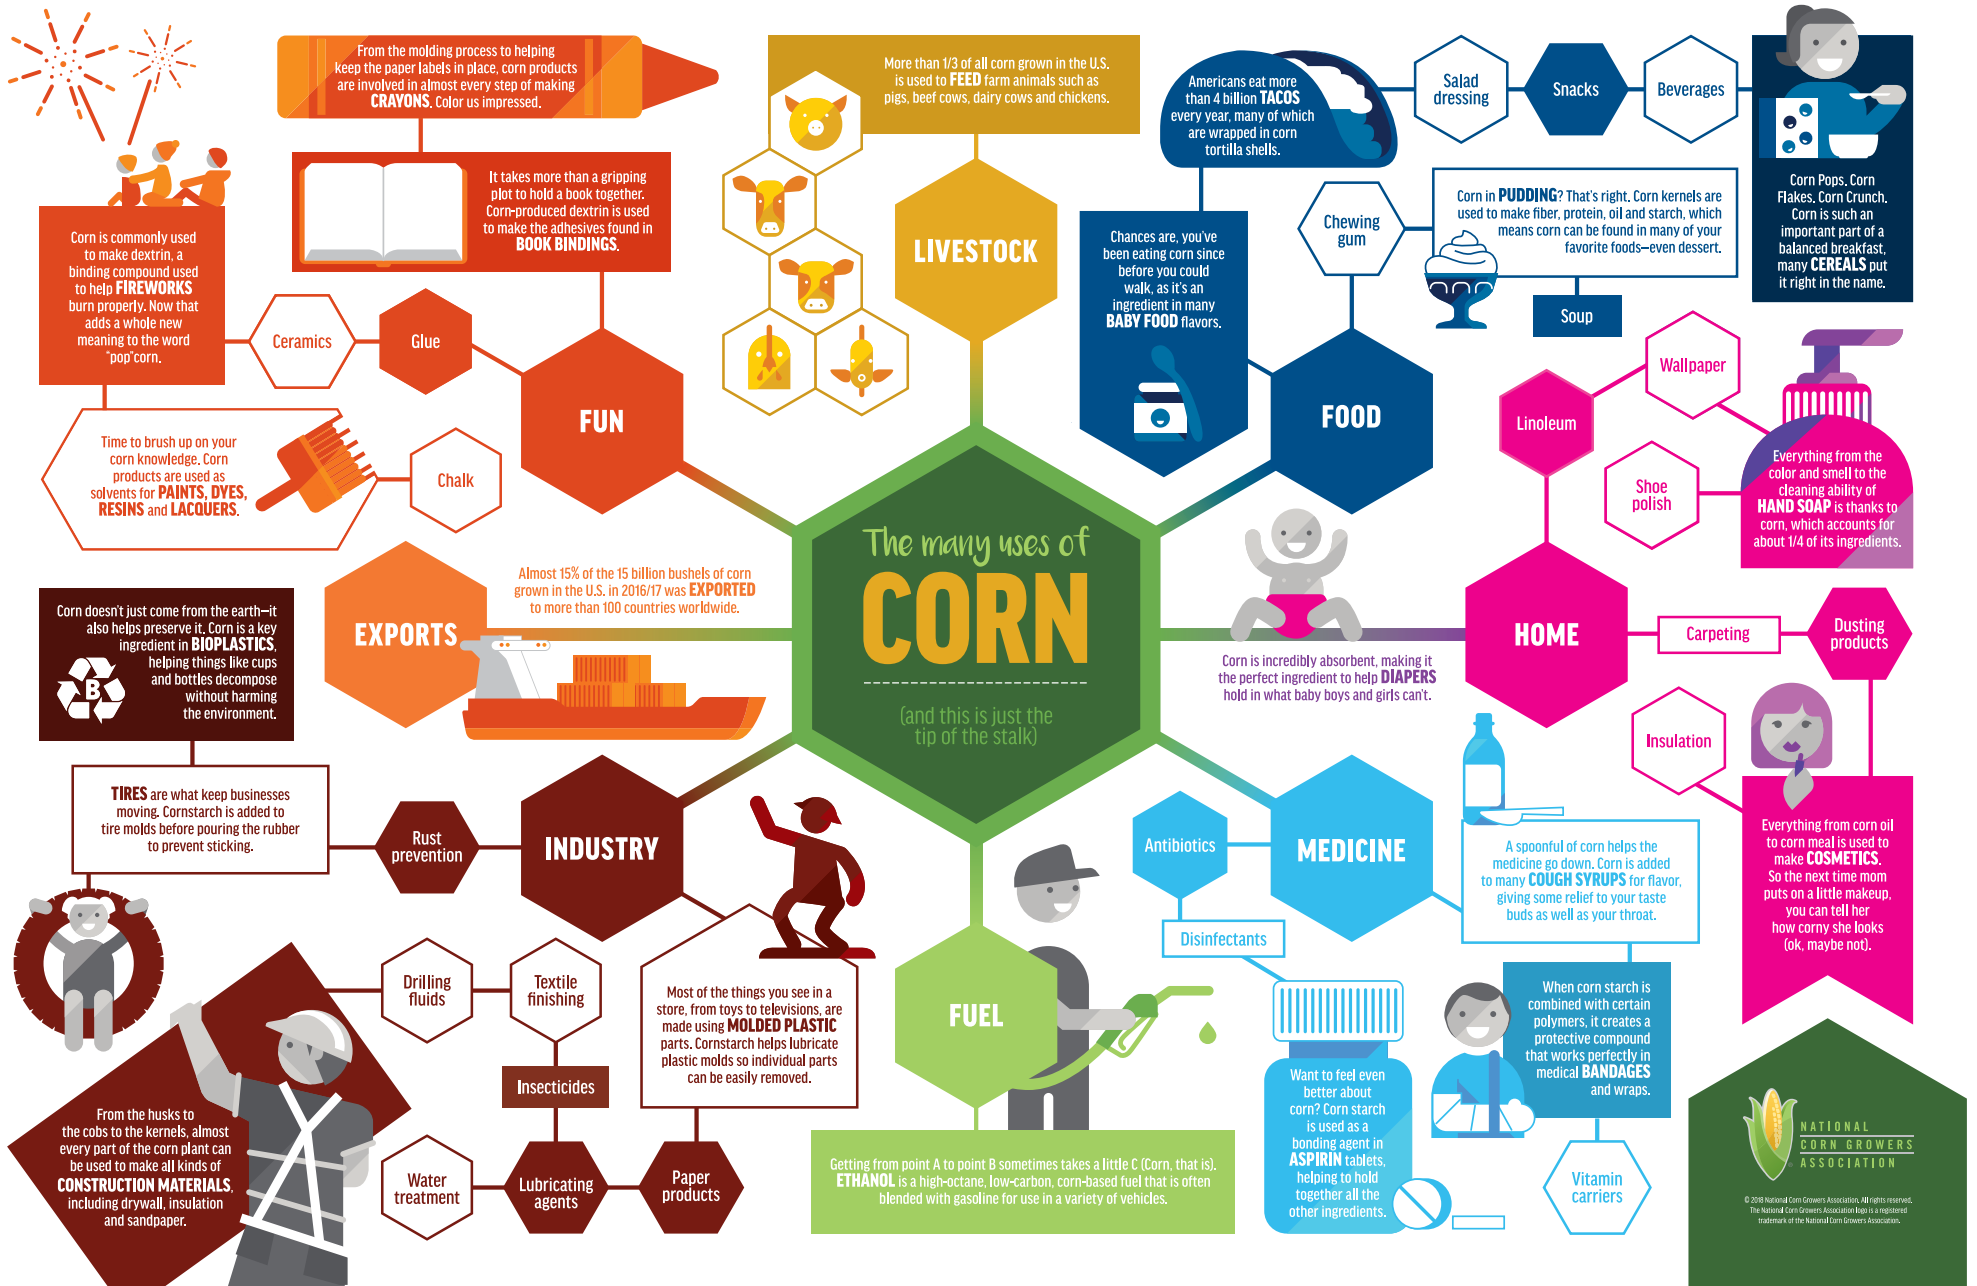 From the molding process to helping
keep the paper labels in place, corn products
are involved in almost every step of making
CRAYONS. Color us impressed.
It takes more than a gripping
plot to hold a book together.
Corn-produced dextrin is used
to make the adhesives found in
BOOK BINDINGS.
Corn is commonly used
to make dextrin, a
binding compound used
to help FIREWORKS
burn properly. Now that
adds a whole new
meaning to the word
"pop"corn.
Ceramics
Glue
FUN
Time to brush up on your
corn knowledge. Corn
products are used as
solvents for PAINTS, DYES,
RESINS and LACQUERS.
Chalk
More than 1/3 of all corn grown in the U.S.
is used to FEED farm animals such as
pigs, beef cows, dairy cows and chickens.
LIVESTOCK
Americans eat more
than 4 billion TACOS
every year, many of which
are wrapped in corn
tortilla shells.
Salad
dressing
Snacks
Beverages
Corn Pops. Corn
Flakes. Corn Crunch.
Corn is such an
important part of a
balanced breakfast,
many CEREALS put
it right in the name.
Chances are, you've
been eating corn since
before you could
walk, as it's an
ingredient in many
BABY FOOD flavors.
Chewing
gum
Corn in PUDDING? That's right. Corn kernels are
used to make fiber, protein, oil and starch, which
means corn can be found in many of your
favorite foods—even dessert.
Soup
FOOD
Wallpaper
Linoleum
Shoe
polish
Everything from the
color and smell to the
cleaning ability of
HAND SOAP is thanks to
corn, which accounts for
about 1/4 of its ingredients.
The many uses of
CORN
(and this is just the
tip of the stalk)
EXPORTS
Almost 15% of the 15 billion bushels of corn
grown in the U.S. in 2016/17 was EXPORTED
to more than 100 countries worldwide.
HOME
Carpeting
Dusting
products
Corn is incredibly absorbent, making it
the perfect ingredient to help DIAPERS
hold in what baby boys and girls can't.
Insulation
Everything from corn oil
to corn meal is used to
make COSMETICS.
So the next time mom
puts on a little makeup,
you can tell her
how corny she looks
(ok, maybe not).
Corn doesn't just come from the earth—it
also helps preserve it. Corn is a key
ingredient in BIOPLASTICS,
helping things like cups
and bottles decompose
without harming
the environment.
B
TIRES are what keep businesses
moving. Cornstarch is added to
tire molds before pouring the rubber
to prevent sticking.
Rust
prevention
INDUSTRY
Drilling
fluids
Textile
finishing
Insecticides
Most of the things you see in a
store, from toys to televisions, are
made using MOLDED PLASTIC
parts. Cornstarch helps lubricate
plastic molds so individual parts
can be easily removed.
From the husks to
the cobs to the kernels, almost
every part of the corn plant can
be used to make all kinds of
CONSTRUCTION MATERIALS,
including drywall, insulation
and sandpaper.
Water
treatment
Lubricating
agents
Paper
products
FUEL
Getting from point A to point B sometimes takes a little C (Corn, that is).
ETHANOL is a high-octane, low-carbon, corn-based fuel that is often
blended with gasoline for use in a variety of vehicles.
Antibiotics
MEDICINE
Disinfectants
A spoonful of corn helps the
medicine go down. Corn is added
to many COUGH SYRUPS for flavor,
giving some relief to your taste
buds as well as your throat.
When corn starch is
combined with certain
polymers, it creates a
protective compound
that works perfectly in
medical BANDAGES
and wraps.
Want to feel even
better about
corn? Corn starch
is used as a
bonding agent in
ASPIRIN tablets,
helping to hold
together all the
other ingredients.
Vitamin
carriers
NATIONAL
CORN GROWERS
ASSOCIATION
© 2018 National Corn Growers Association. All rights reserved.
The National Corn Growers Association logo is a registered
trademark of the National Corn Growers Association.